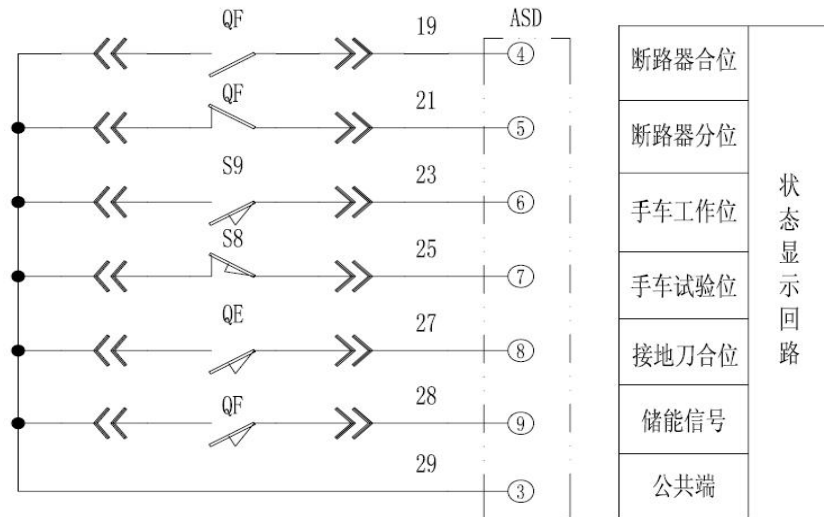 QF 19 ASD
④ 断路器合位
QF 21
⑤ 断路器分位
S9 23
⑥ 手车工作位
S8 25
⑦ 手车试验位
QE 27
⑧ 接地刀合位
QF 28
⑨ 储能信号
29
③ 公共端
状态显示回路